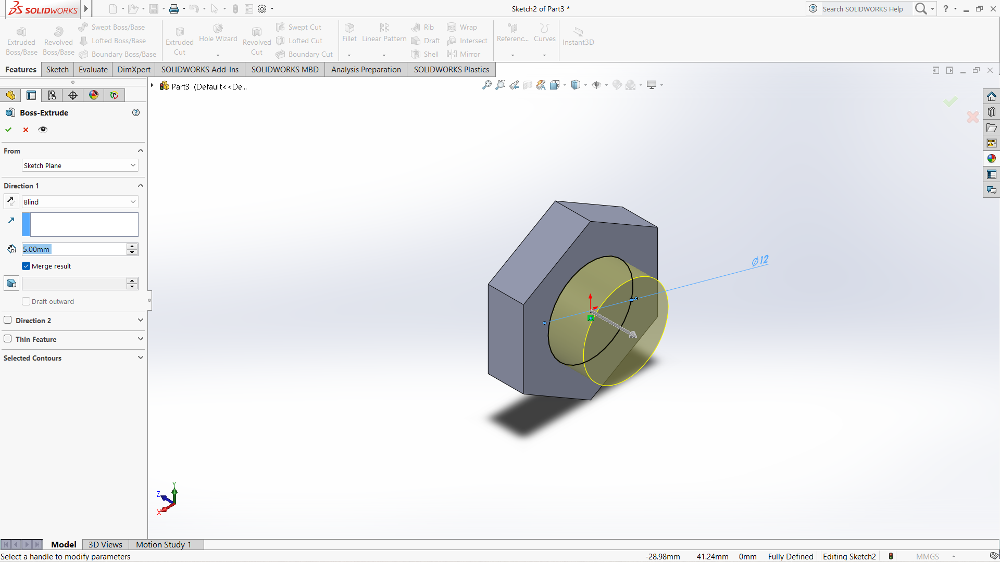 SOLIDWORKS
Sketch2 of Part3 *
Search SOLIDWORKS Help
?
Extruded Boss/Base
Revolved Boss/Base
Swept Boss/Base
Lofted Boss/Base
Boundary Boss/Base
Extruded Cut
Hole Wizard
Revolved Cut
Swept Cut
Lofted Cut
Boundary Cut
Fillet
Linear Pattern
Rib
Draft
Shell
Wrap
Intersect
Mirror
Referenc...
Curves
Instant3D
Features
Sketch
Evaluate
DimXpert
SOLIDWORKS Add-Ins
SOLIDWORKS MBD
Analysis Preparation
SOLIDWORKS Plastics
Part3 (Default<<De...
Boss-Extrude
From
Sketch Plane
Direction 1
Blind
D1
5.00mm
Merge result
Draft outward
Direction 2
Thin Feature
Selected Contours
⌀12
Y
Z
X
Model
3D Views
Motion Study 1
Select a handle to modify parameters
-28.98mm
41.24mm
0mm
Fully Defined
Editing Sketch2
MMGS